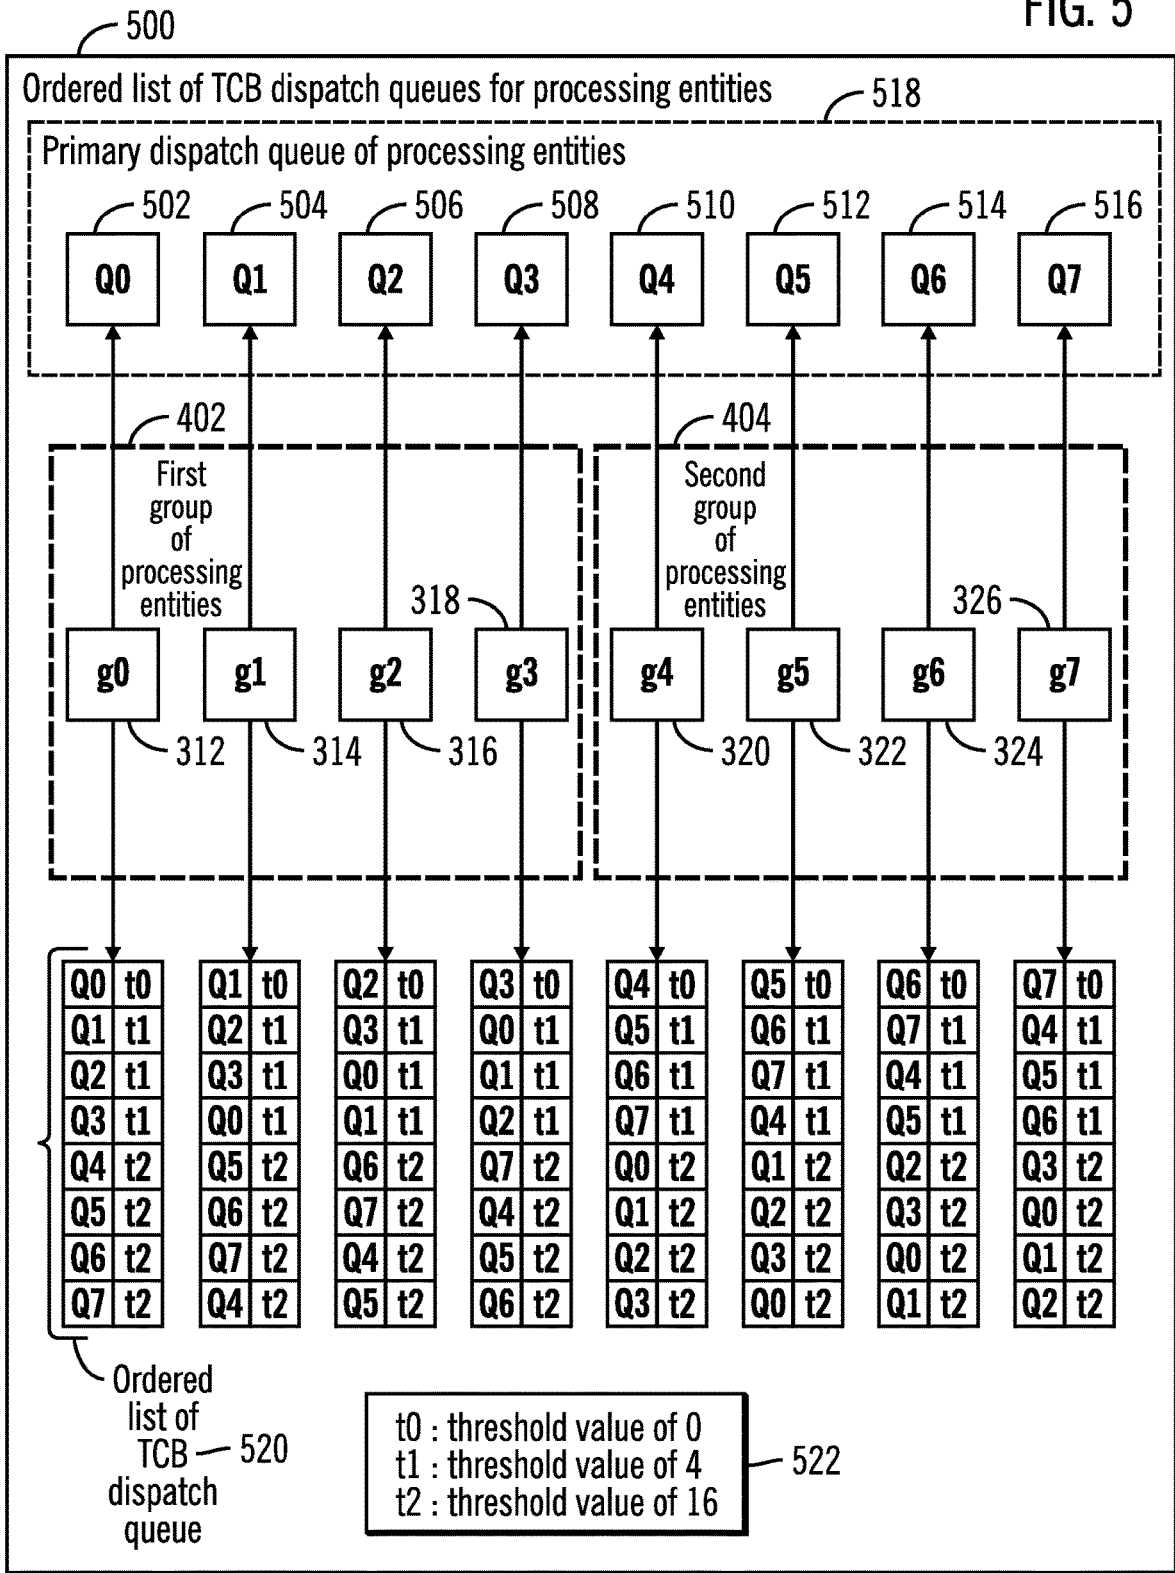 FIG. 5
500
Ordered list of TCB dispatch queues for processing entities
518
Primary dispatch queue of processing entities
502 504 506 508 510 512 514 516
Q0 Q1 Q2 Q3 Q4 Q5 Q6 Q7
402 404
First Second
group group
of of
processing processing
entities entities
318 326
g0 g1 g2 g3 g4 g5 g6 g7
312 314 316 320 322 324
Q0 t0 Q1 t0 Q2 t0 Q3 t0 Q4 t0 Q5 t0 Q6 t0 Q7 t0
Q1 t1 Q2 t1 Q3 t1 Q0 t1 Q5 t1 Q6 t1 Q7 t1 Q4 t1
Q2 t1 Q3 t1 Q0 t1 Q1 t1 Q6 t1 Q7 t1 Q4 t1 Q5 t1
Q3 t1 Q0 t1 Q1 t1 Q2 t1 Q7 t1 Q4 t1 Q5 t1 Q6 t1
Q4 t2 Q5 t2 Q6 t2 Q7 t2 Q0 t2 Q1 t2 Q2 t2 Q3 t2
Q5 t2 Q6 t2 Q7 t2 Q4 t2 Q1 t2 Q2 t2 Q3 t2 Q0 t2
Q6 t2 Q7 t2 Q4 t2 Q5 t2 Q2 t2 Q3 t2 Q0 t2 Q1 t2
Q7 t2 Q4 t2 Q5 t2 Q6 t2 Q3 t2 Q0 t2 Q1 t2 Q2 t2
Ordered
list of
TCB 520
dispatch
queue
t0 : threshold value of 0
t1 : threshold value of 4
t2 : threshold value of 16
522